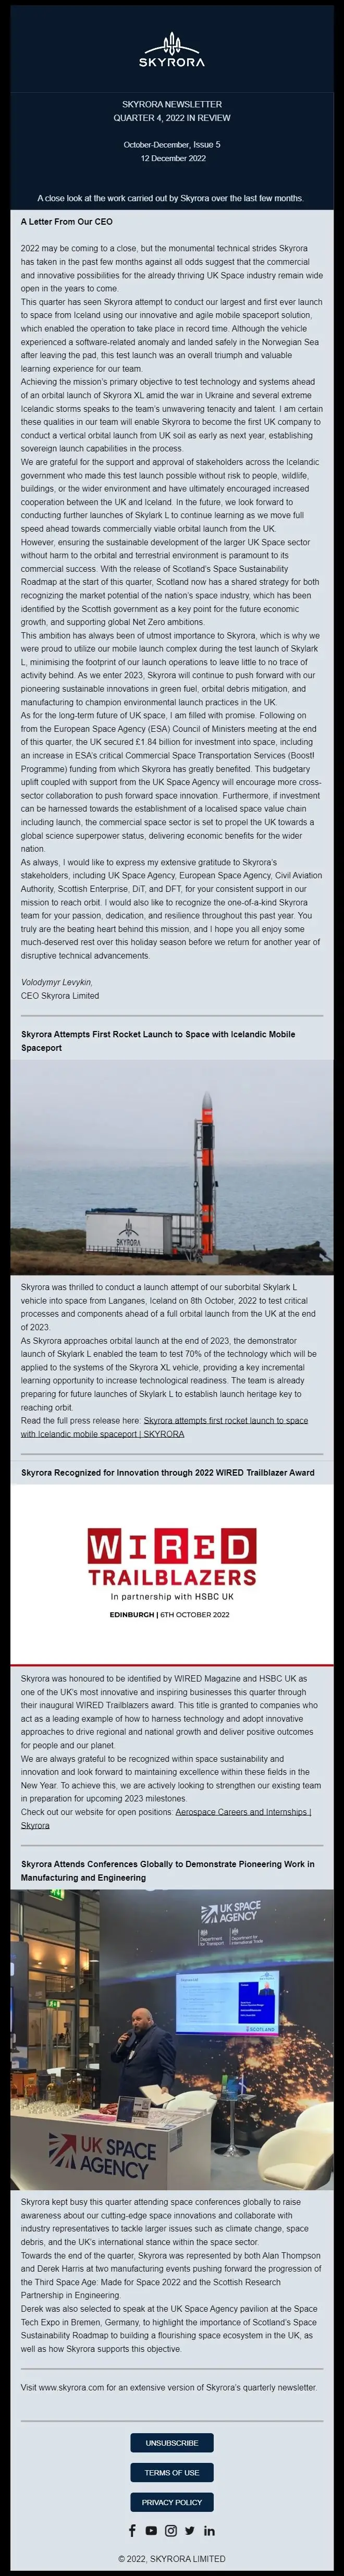 SKYRORA
SKYRORA NEWSLETTER
QUARTER 4, 2022 IN REVIEW
October-December, Issue 5
12 December 2022
A close look at the work carried out by Skyrora over the last few months.
A Letter From Our CEO
2022 may be coming to a close, but the monumental technical strides Skyrora
has taken in the past few months against all odds suggest that the commercial
and innovative possibilities for the already thriving UK Space industry remain wide
open in the years to come.
This quarter has seen Skyrora attempt to conduct our largest and first ever launch
to space from Iceland using our innovative and agile mobile spaceport solution,
which enabled the operation to take place in record time. Although the vehicle
experienced a software-related anomaly and landed safely in the Norwegian Sea
after leaving the pad, this test launch was an overall triumph and valuable
learning experience for our team.
Achieving the mission's primary objective to test technology and systems ahead
of an orbital launch of Skyrora XL amid the war in Ukraine and several extreme
Icelandic storms speaks to the team's unwavering tenacity and talent. I am certain
these qualities in our team will enable Skyrora to become the first UK company to
conduct a vertical orbital launch from UK soil as early as next year, establishing
sovereign launch capabilities in the process.
We are grateful for the support and approval of stakeholders across the Icelandic
government who made this test launch possible without risk to people, wildlife,
buildings, or the wider environment and have ultimately encouraged increased
cooperation between the UK and Iceland. In the future, we look forward to
conducting further launches of Skylark L to continue learning as we move full
speed ahead towards commercially viable orbital launch from the UK.
However, ensuring the sustainable development of the larger UK Space sector
without harm to the orbital and terrestrial environment is paramount to its
commercial success. With the release of Scotland's Space Sustainability
Roadmap at the start of this quarter, Scotland now has a shared strategy for both
recognizing the market potential of the nation's space industry, which has been
identified by the Scottish government as a key point for the future economic
growth, and supporting global Net Zero ambitions.
This ambition has always been of utmost importance to Skyrora, which is why we
were proud to utilize our mobile launch complex during the test launch of Skylark
L, minimising the footprint of our launch operations to leave little to no trace of
activity behind. As we enter 2023, Skyrora will continue to push forward with our
pioneering sustainable innovations in green fuel, orbital debris mitigation, and
manufacturing to champion environmental launch practices in the UK.
As for the long-term future of UK space, I am filled with promise. Following on
from the European Space Agency (ESA) Council of Ministers meeting at the end
of this quarter, the UK secured £1.84 billion for investment into space, including
an increase in ESA's critical Commercial Space Transportation Services (Boost!
Programme) funding from which Skyrora has greatly benefited. This budgetary
uplift coupled with support from the UK Space Agency will encourage more cross-
sector collaboration to push forward space innovation. Furthermore, if investment
can be harnessed towards the establishment of a localised space value chain
including launch, the commercial space sector is set to propel the UK towards a
global science superpower status, delivering economic benefits for the wider
nation.
As always, I would like to express my extensive gratitude to Skyrora's
stakeholders, including UK Space Agency, European Space Agency, Civil Aviation
Authority, Scottish Enterprise, DiT, and DFT, for your consistent support in our
mission to reach orbit. I would also like to recognize the one-of-a-kind Skyrora
team for your passion, dedication, and resilience throughout this past year. You
truly are the beating heart behind this mission, and I hope you all enjoy some
much-deserved rest over this holiday season before we return for another year of
disruptive technical advancements.
Volodymyr Levykin,
CEO Skyrora Limited
Skyrora Attempts First Rocket Launch to Space with Icelandic Mobile
Spaceport
SKYRORA
Skyrora was thrilled to conduct a launch attempt of our suborbital Skylark L
vehicle into space from Langanes, Iceland on 8th October, 2022 to test critical
processes and components ahead of a full orbital launch from the UK at the end
of 2023.
As Skyrora approaches orbital launch at the end of 2023, the demonstrator
launch of Skylark L enabled the team to test 70% of the technology which will be
applied to the systems of the Skyrora XL vehicle, providing a key incremental
learning opportunity to increase technological readiness. The team is already
preparing for future launches of Skylark L to establish launch heritage key to
reaching orbit.
Read the full press release here: Skyrora attempts first rocket launch to space
with Icelandic mobile spaceport | SKYRORA
Skyrora Recognized for Innovation through 2022 WIRED Trailblazer Award
WIRED
TRAILBLAZERS
In partnership with HSBC UK
EDINBURGH | 6TH OCTOBER 2022
Skyrora was honoured to be identified by WIRED Magazine and HSBC UK as
one of the UK's most innovative and inspiring businesses this quarter through
their inaugural WIRED Trailblazers award. This title is granted to companies who
act as a leading example of how to harness technology and adopt innovative
approaches to drive regional and national growth and deliver positive outcomes
for people and our planet.
We are always grateful to be recognized within space sustainability and
innovation and look forward to maintaining excellence within these fields in the
New Year. To achieve this, we are actively looking to strengthen our existing team
in preparation for upcoming 2023 milestones.
Check out our website for open positions: Aerospace Careers and Internships |
Skyrora
Skyrora Attends Conferences Globally to Demonstrate Pioneering Work in
Manufacturing and Engineering
UK SPACE
AGENCY
Department
for Transport
Department for
International Trade
SCOTLAND
UK SPACE
AGENCY
Skyrora kept busy this quarter attending space conferences globally to raise
awareness about our cutting-edge space innovations and collaborate with
industry representatives to tackle larger issues such as climate change, space
debris, and the UK's international stance within the space sector.
Towards the end of the quarter, Skyrora was represented by both Alan Thompson
and Derek Harris at two manufacturing events pushing forward the progression of
the Third Space Age: Made for Space 2022 and the Scottish Research
Partnership in Engineering.
Derek was also selected to speak at the UK Space Agency pavilion at the Space
Tech Expo in Bremen, Germany, to highlight the importance of Scotland's Space
Sustainability Roadmap to building a flourishing space ecosystem in the UK, as
well as how Skyrora supports this objective.
Visit www.skyrora.com for an extensive version of Skyrora's quarterly newsletter.
UNSUBSCRIBE
TERMS OF USE
PRIVACY POLICY
© 2022, SKYRORA LIMITED